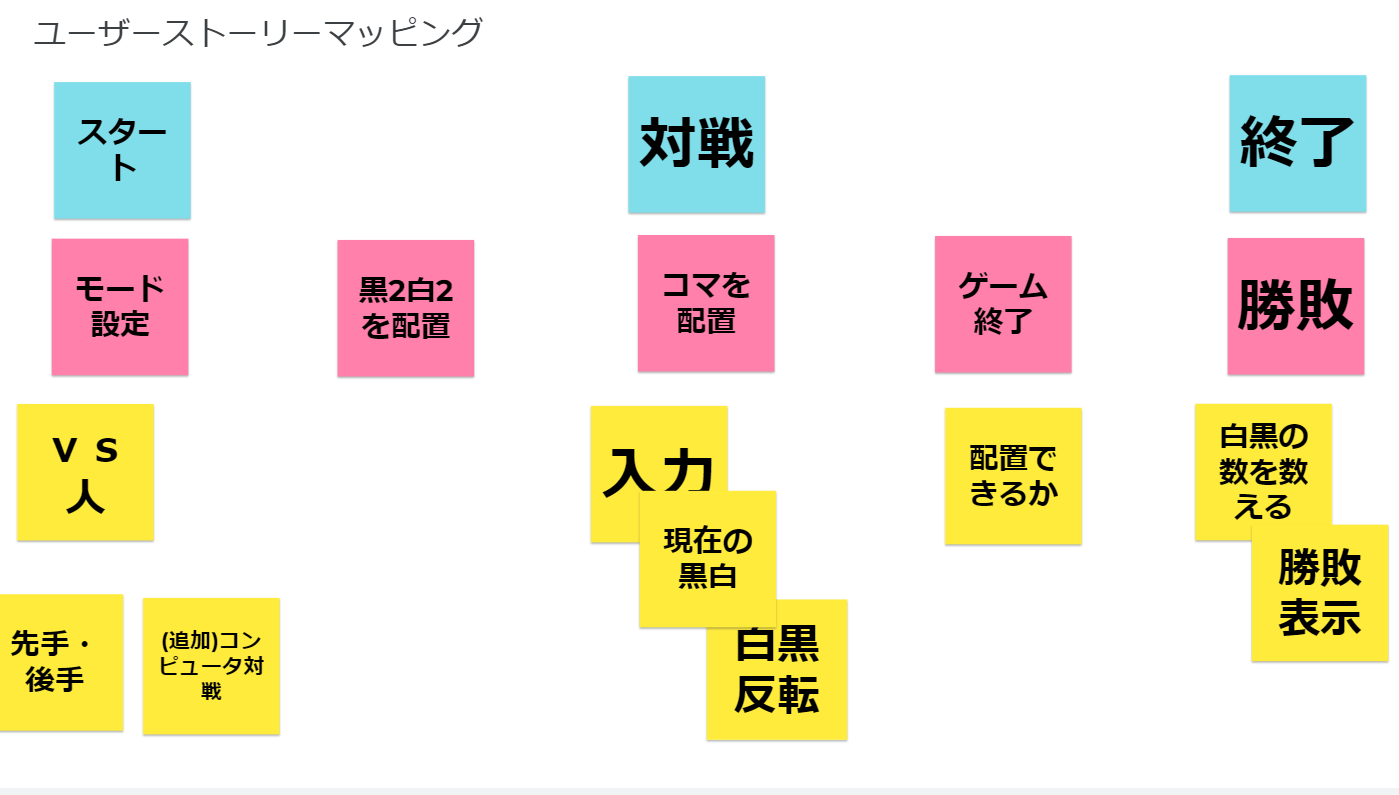 ユーザーストーリーマッピング
スター
ト
対戦
終了
モード
設定
黒2白2
を配置
コマを
配置
ゲーム
終了
勝敗
ＶＳ
人
入力
現在の
黒白
白黒
反転
配置で
きるか
白黒の
数を数
える
勝敗
表示
先手・
後手
(追加)コン
ピュータ対
戦